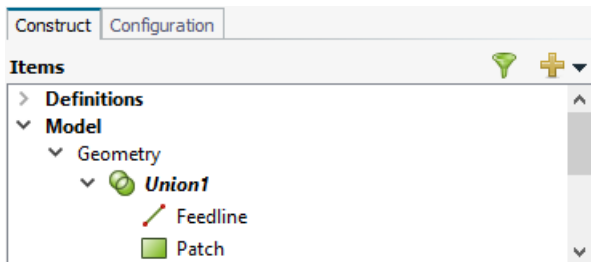 Construct Configuration
Items
Definitions
Model
Geometry
Union1
Feedline
Patch